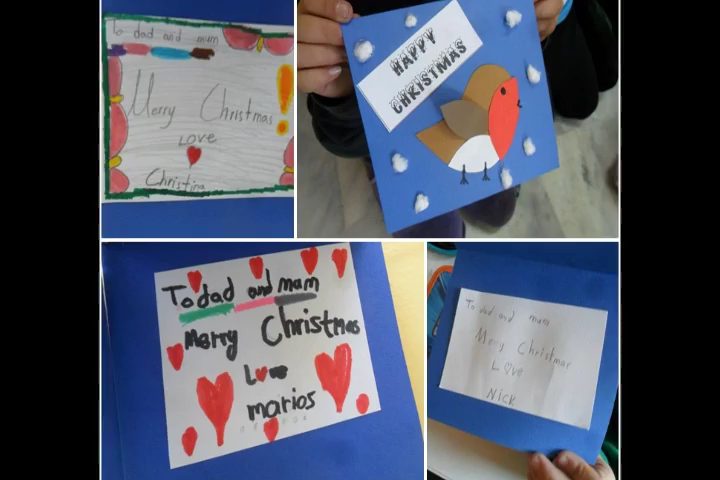 To dad and mum
Merry Christmas
Love
Christina
HAPPY
CHRISTMAS
To dad and mam
Merry Christmas
Love
marios
To dad and mum
Merry Christmas
Love
Nick